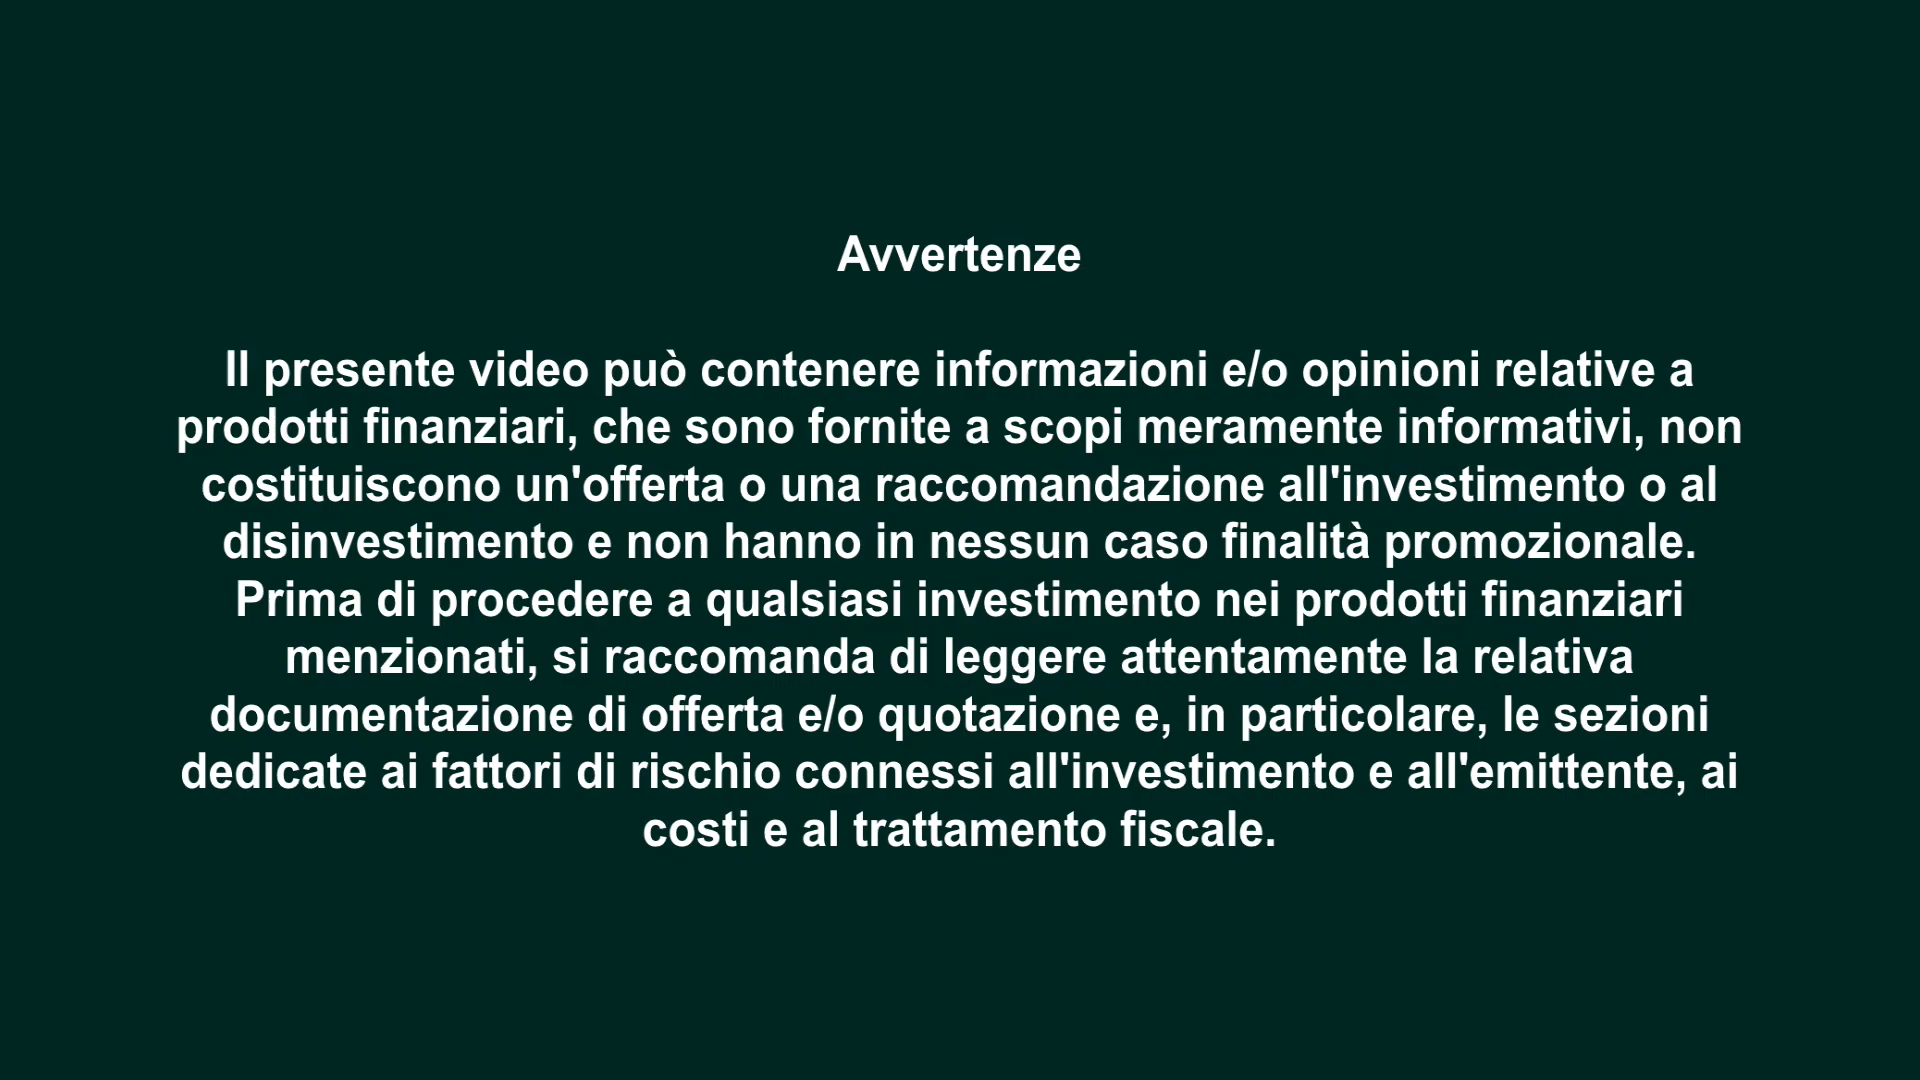 Avvertenze
Il presente video può contenere informazioni e/o opinioni relative a
prodotti finanziari, che sono fornite a scopi meramente informativi, non
costituiscono un'offerta o una raccomandazione all'investimento o al
disinvestimento e non hanno in nessun caso finalità promozionale.
Prima di procedere a qualsiasi investimento nei prodotti finanziari
menzionati, si raccomanda di leggere attentamente la relativa
documentazione di offerta e/o quotazione e, in particolare, le sezioni
dedicate ai fattori di rischio connessi all'investimento e all'emittente, ai
costi e al trattamento fiscale.